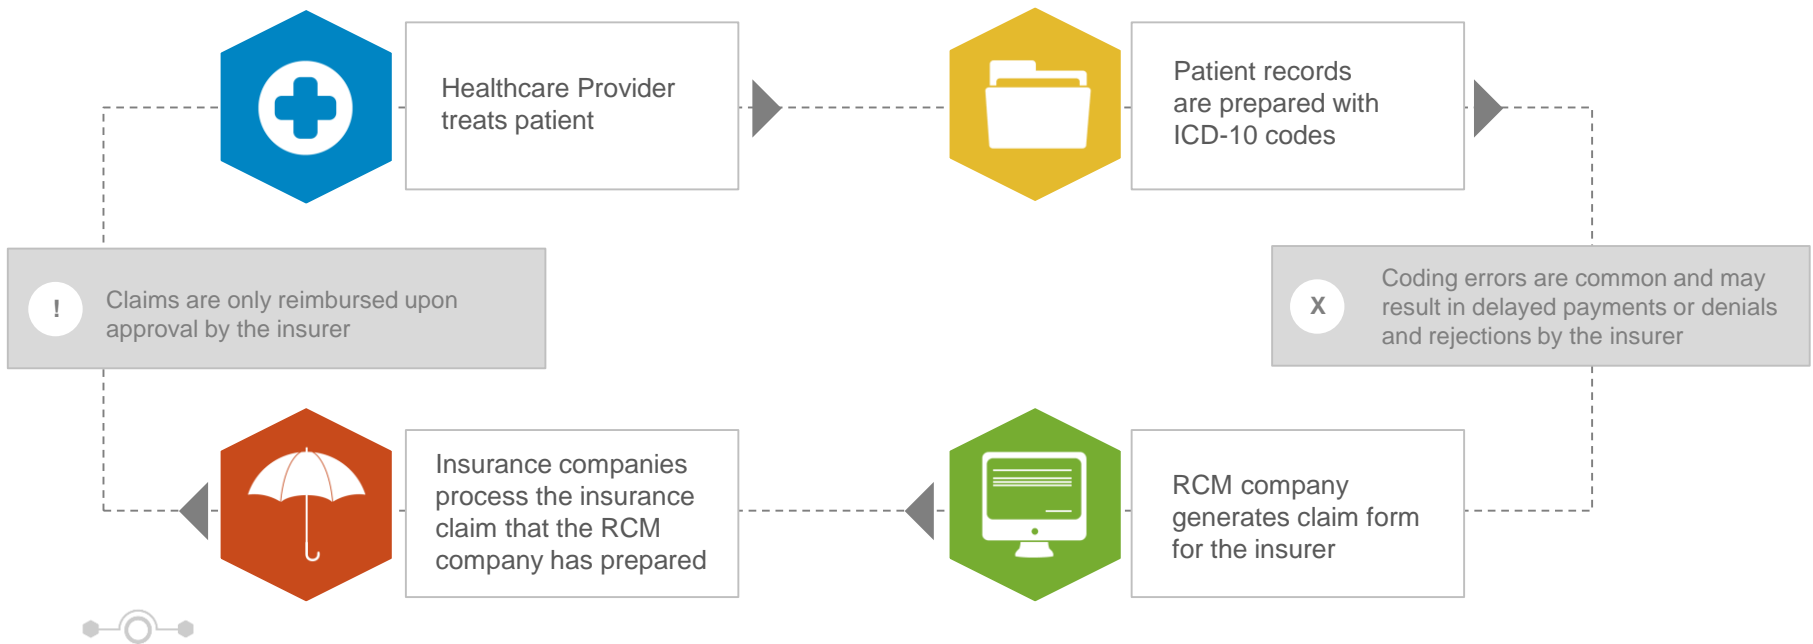 Healthcare Provider
treats patient
Patient records
are prepared with
ICD-10 codes
!
Claims are only reimbursed upon
approval by the insurer
X
Coding errors are common and may
result in delayed payments or denials
and rejections by the insurer
Insurance companies
process the insurance
claim that the RCM
company has prepared
RCM company
generates claim form
for the insurer